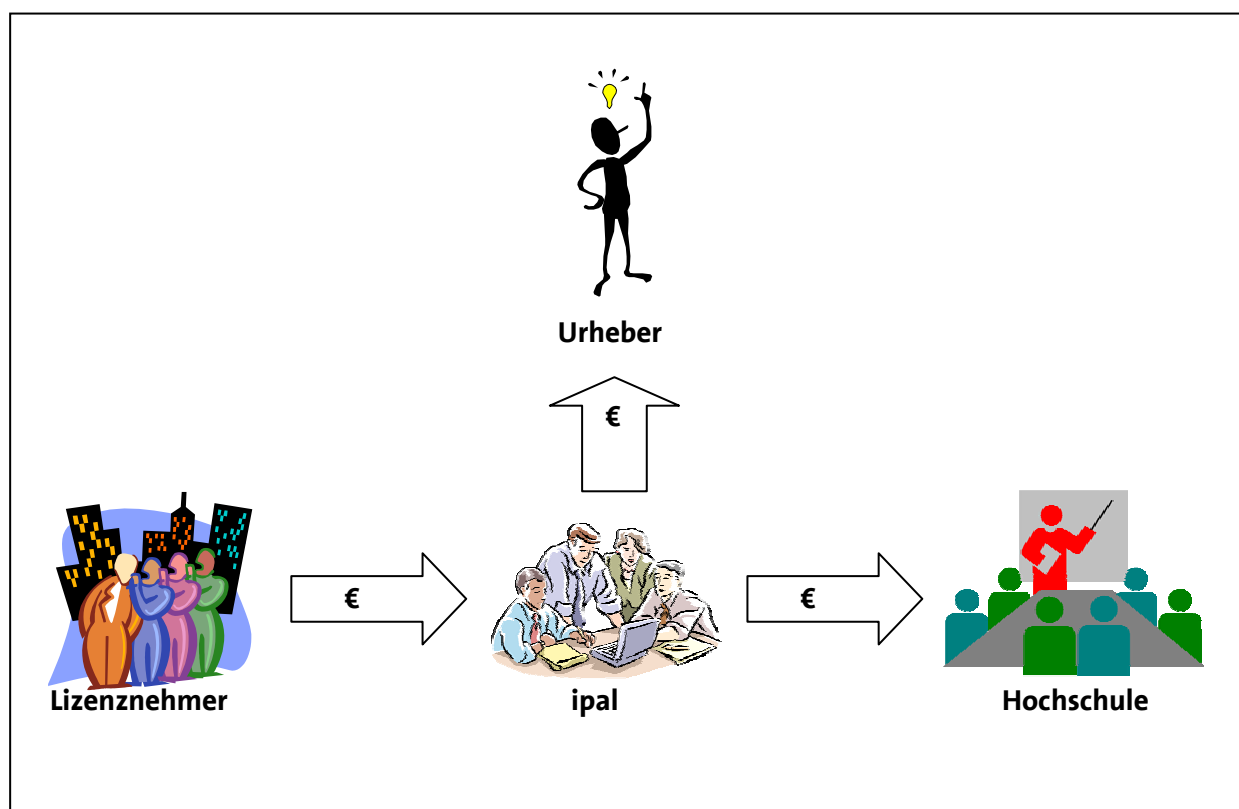 Urheber
€
€
€
Lizenznehmer
ipal
Hochschule